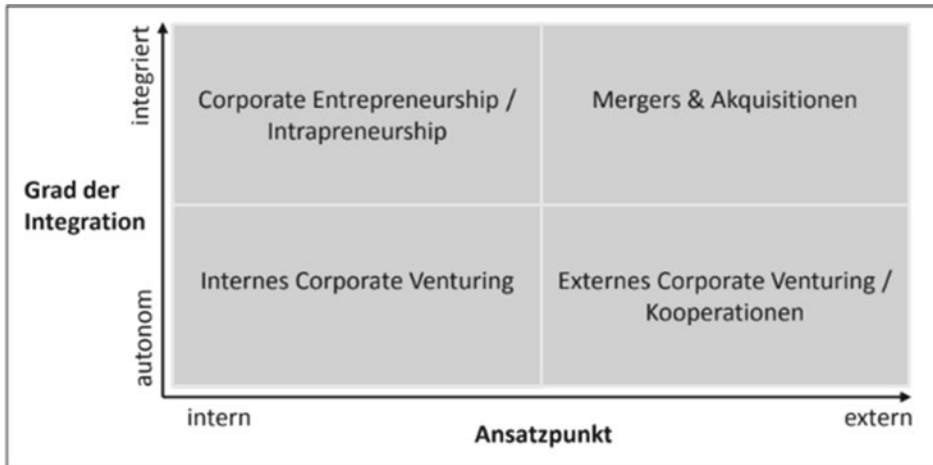 integriert
Corporate Entrepreneurship /
Intrapreneurship
Mergers & Akquisitionen
Grad der
Integration
autonom
Internes Corporate Venturing
Externes Corporate Venturing /
Kooperationen
intern
Ansatzpunkt
extern